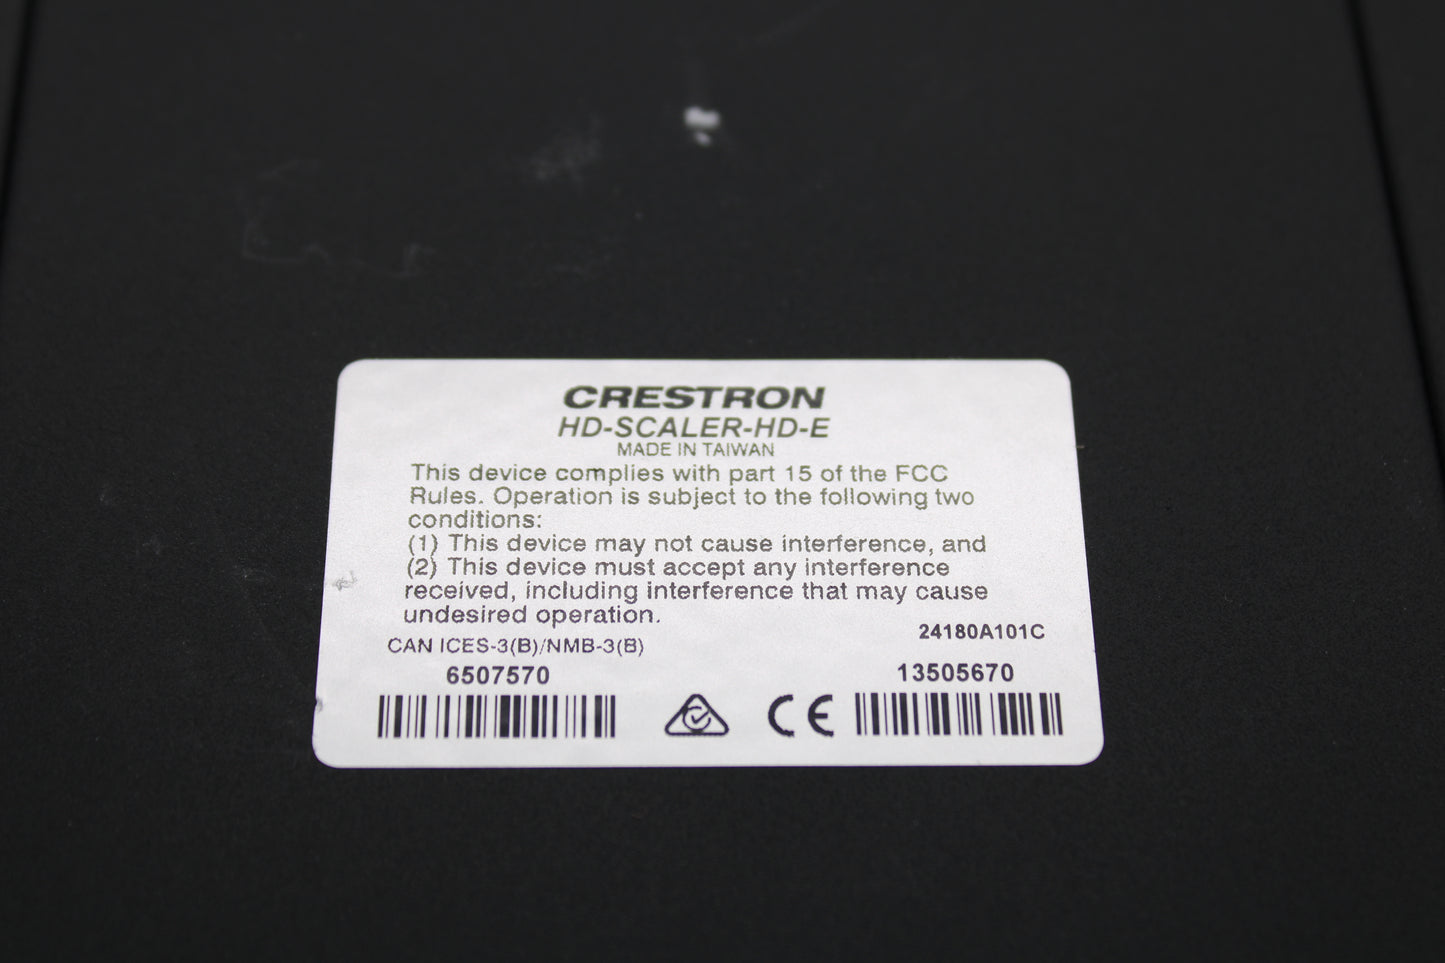 CRESTRON
HD-SCALER-HD-E
MADE IN TAIWAN
This device complies with part 15 of the FCC
Rules. Operation is subject to the following two
conditions:
(1) This device may not cause interference, and
(2) This device must accept any interference
received, including interference that may cause
undesired operation.
24180A101C
CAN ICES-3(B)/NMB-3(B)
6507570
13505670
CE